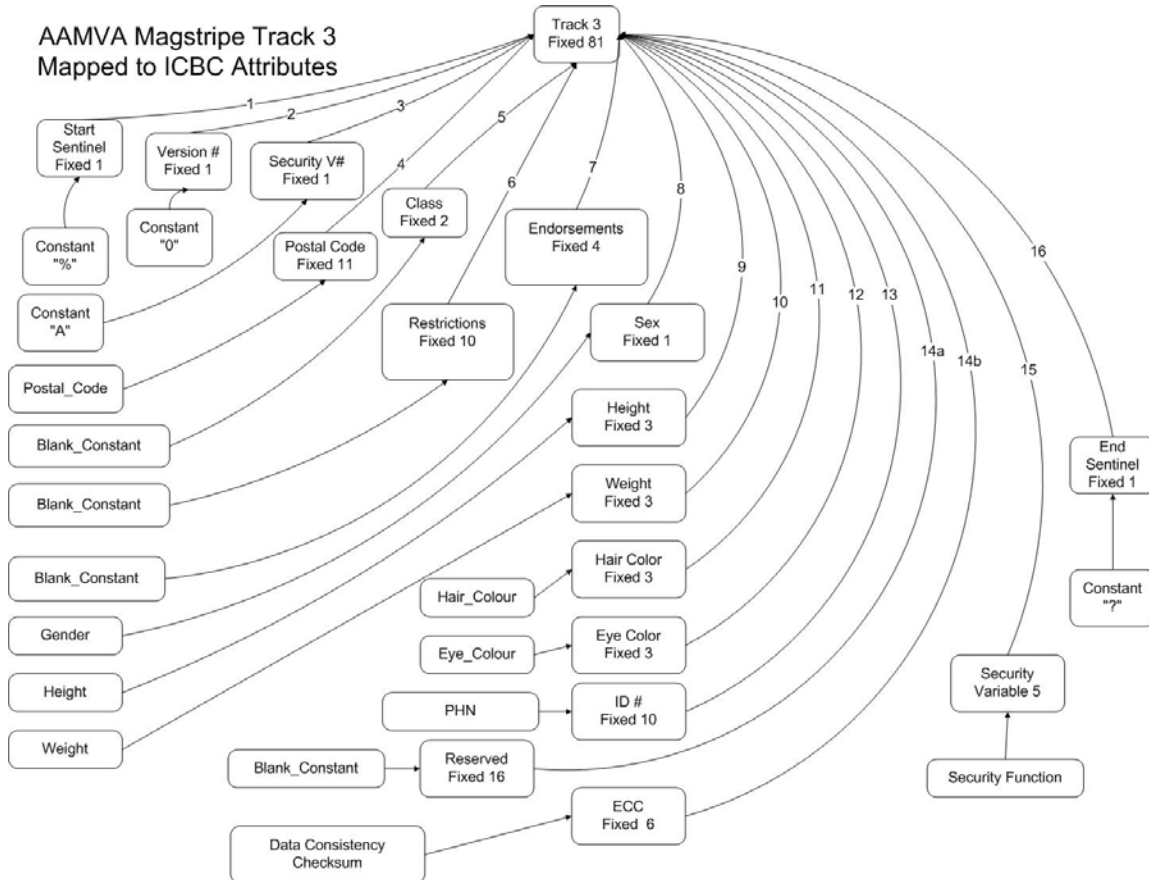 AAMVA Magstripe Track 3
Mapped to ICBC Attributes
Track 3
Fixed 81
1
2
3
4
5
6
7
8
9
10
11
12
13
14a
14b
15
16
Start
Sentinel
Fixed 1
Version #
Fixed 1
Security V#
Fixed 1
Class
Fixed 2
Postal Code
Fixed 11
Endorsements
Fixed 4
Restrictions
Fixed 10
Sex
Fixed 1
Constant
"%"
Constant
"0"
Constant
"A"
Postal_Code
Blank_Constant
Blank_Constant
Blank_Constant
Gender
Height
Weight
Height
Fixed 3
Weight
Fixed 3
Hair_Colour
Hair Color
Fixed 3
Eye_Colour
Eye Color
Fixed 3
PHN
ID #
Fixed 10
Blank_Constant
Reserved
Fixed 16
Data Consistency
Checksum
ECC
Fixed 6
End
Sentinel
Fixed 1
Constant
"?"
Security
Variable 5
Security Function